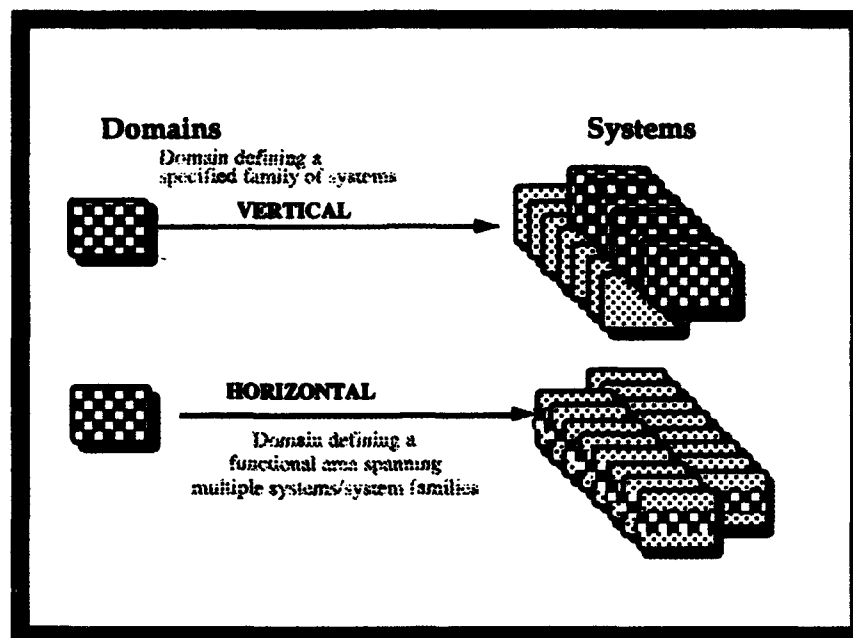 Domains
Systems
Domain defining a
specified family of systems
VERTICAL
HORIZONTAL
Domain defining a
functional area spanning
multiple systems/system families